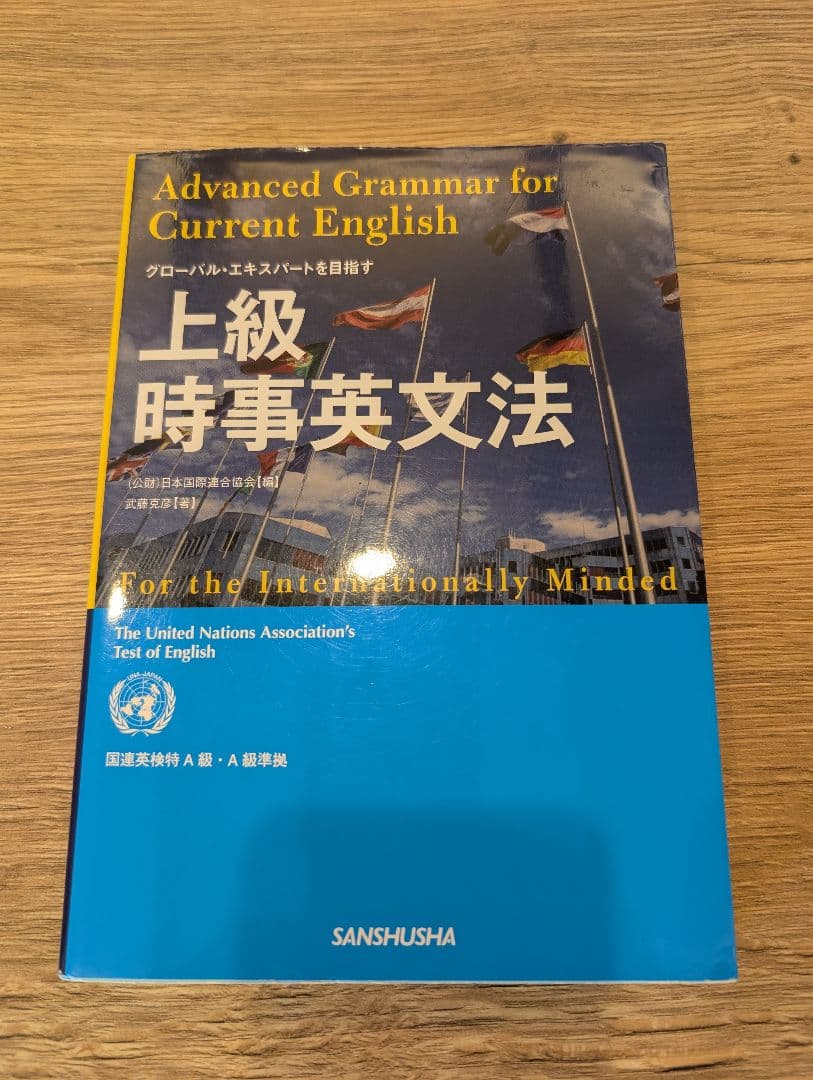 Advanced Grammar for
Current English
グローバル・エキスパートを目指す
上級
時事英文法
(公財)日本国際連合協会【編】
武藤克彦【著】
For the Internationally Minded
The United Nations Association's
Test of English
UNA-JAPAN
国連英検特A級・A級準拠
SANSHUSHA